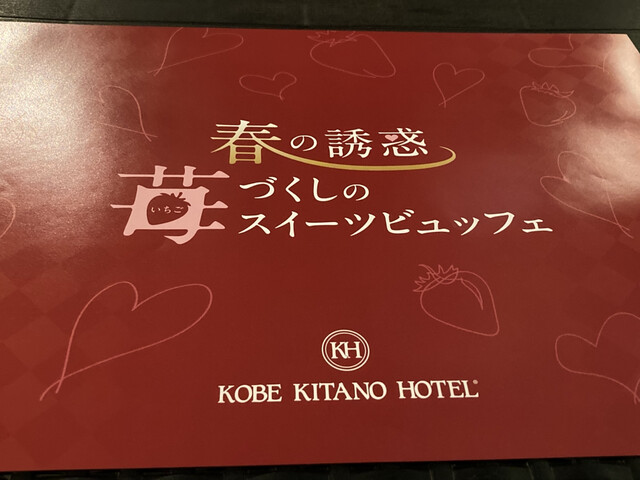 春の誘惑
苺づくしの
いちご
スイーツビュッフェ
KH
KOBE KITANO HOTEL®